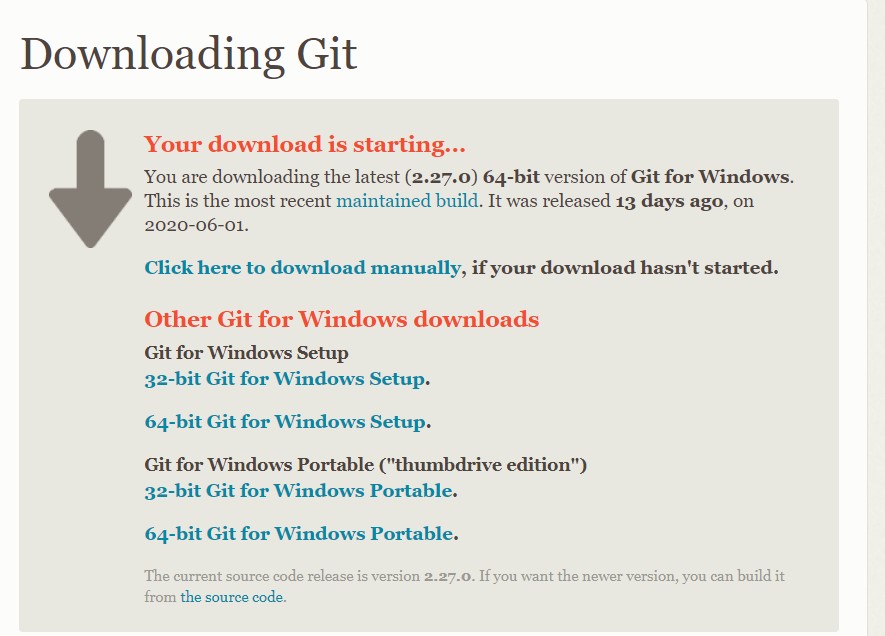 Downloading Git
Your download is starting...
You are downloading the latest (2.27.0) 64-bit version of Git for Windows.
This is the most recent maintained build. It was released 13 days ago, on
2020-06-01.
Click here to download manually, if your download hasn't started.
Other Git for Windows downloads
Git for Windows Setup
32-bit Git for Windows Setup.
64-bit Git for Windows Setup.
Git for Windows Portable ("thumbdrive edition")
32-bit Git for Windows Portable.
64-bit Git for Windows Portable.
The current source code release is version 2.27.0. If you want the newer version, you can build it
from the source code.